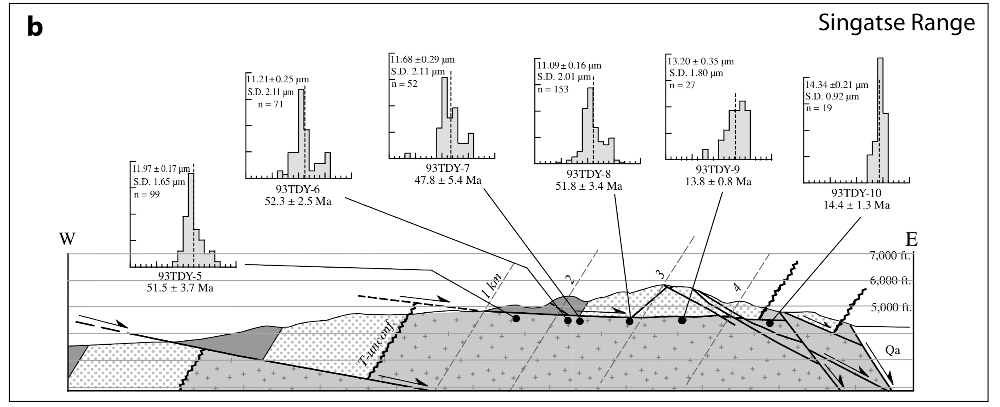 b
Singatse Range
11.97 ± 0.17 µm
S.D. 1.65 µm
n = 99
93TDY-5
51.5 ± 3.7 Ma
11.21±0.25 µm
S.D. 2.11 µm
n = 71
93TDY-6
52.3 ± 2.5 Ma
11.68 ±0.29 µm
S.D. 2.11 µm
n = 52
93TDY-7
47.8 ± 5.4 Ma
11.09 ± 0.16 µm
S.D. 2.01 µm
n = 153
93TDY-8
51.8 ± 3.4 Ma
13.20 ± 0.35 µm
S.D. 1.80 µm
n = 27
93TDY-9
13.8 ± 0.8 Ma
14.34 ±0.21 µm
S.D. 0.92 µm
n = 19
93TDY-10
14.4 ± 1.3 Ma
W
E
7,000 ft.
6,000 ft.
5,000 ft.
1 km
2
3
4
T-unconf.
Qa